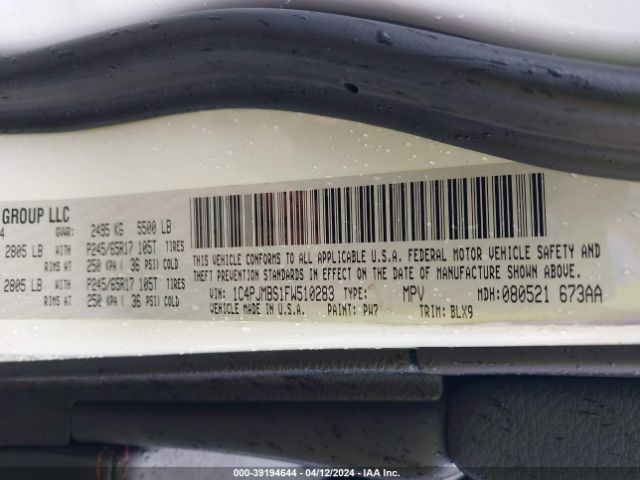 GROUP LLC
4 GVWR: 2495 KG 5500 LB
2805 LB WITH P245/65R17 105T TIRES
RIMS AT 250 KPA ( 36 PSI) COLD
2805 LB WITH P245/65R17 105T TIRES
RIMS AT 250 KPA ( 36 PSI) COLD
THIS VEHICLE CONFORMS TO ALL APPLICABLE U.S.A. FEDERAL MOTOR VEHICLE SAFETY AND
THEFT PREVENTION STANDARDS IN EFFECT ON THE DATE OF MANUFACTURE SHOWN ABOVE.
VIN: 1C4PJMBS1FW510283 TYPE: MPV MDH: 080521 673AA
VEHICLE MADE IN U.S.A. PAINT: PW7 TRIM: BLX9
000-39194644 / 04/12/2024 - IAAI.COM